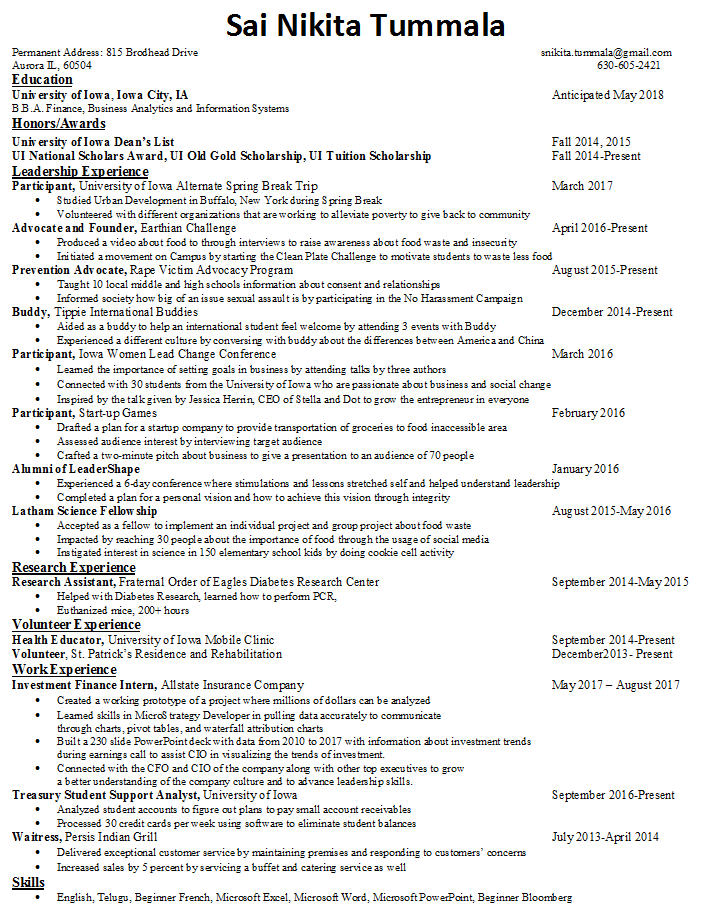 Sai Nikita Tummala
Permanent Address: 815 Brodhead Drive snikita.tummala@gmail.com
Aurora IL, 60504 630-605-2421
Education
University of Iowa, Iowa City, IA Anticipated May 2018
B.B.A. Finance, Business Analytics and Information Systems
Honors/Awards
University of Iowa Dean's List Fall 2014, 2015
UI National Scholars Award, UI Old Gold Scholarship, UI Tuition Scholarship Fall 2014-Present
Leadership Experience
Participant, University of Iowa Alternate Spring Break Trip March 2017
• Studied Urban Development in Buffalo, New York during Spring Break
• Volunteered with different organizations that are working to alleviate poverty to give back to community
Advocate and Founder, Earthian Challenge April 2016-Present
• Produced a video about food to through interviews to raise awareness about food waste and insecurity
• Initiated a movement on Campus by starting the Clean Plate Challenge to motivate students to waste less food
Prevention Advocate, Rape Victim Advocacy Program August 2015-Present
• Taught 10 local middle and high schools information about consent and relationships
• Informed society how big of an issue sexual assault is by participating in the No Harassment Campaign
Buddy, Tippie International Buddies December 2014-Present
• Aided as a buddy to help an international student feel welcome by attending 3 events with Buddy
• Experienced a different culture by conversing with buddy about the differences between America and China
Participant, Iowa Women Lead Change Conference March 2016
• Learned the importance of setting goals in business by attending talks by three authors
• Connected with 30 students from the University of Iowa who are passionate about business and social change
• Inspired by the talk given by Jessica Herrin, CEO of Stella and Dot to grow the entrepreneur in everyone
Participant, Start-up Games February 2016
• Drafted a plan for a startup company to provide transportation of groceries to food inaccessible area
• Assessed audience interest by interviewing target audience
• Crafted a two-minute pitch about business to give a presentation to an audience of 70 people
Alumni of LeaderShape January 2016
• Experienced a 6-day conference where stimulations and lessons stretched self and helped understand leadership
• Completed a plan for a personal vision and how to achieve this vision through integrity
Latham Science Fellowship August 2015-May 2016
• Accepted as a fellow to implement an individual project and group project about food waste
• Impacted by reaching 30 people about the importance of food through the usage of social media
• Instigated interest in science in 150 elementary school kids by doing cookie cell activity
Research Experience
Research Assistant, Fraternal Order of Eagles Diabetes Research Center September 2014-May 2015
• Helped with Diabetes Research, learned how to perform PCR,
• Euthanized mice, 200+ hours
Volunteer Experience
Health Educator, University of Iowa Mobile Clinic September 2014-Present
Volunteer, St. Patrick's Residence and Rehabilitation December2013- Present
Work Experience
Investment Finance Intern, Allstate Insurance Company May 2017 – August 2017
• Created a working prototype of a project where millions of dollars can be analyzed
• Learned skills in MicroStrategy Developer in pulling data accurately to communicate
through charts, pivot tables, and waterfall attribution charts
• Built a 230 slide PowerPoint deck with data from 2010 to 2017 with information about investment trends
during earnings call to assist CIO in visualizing the trends of investment.
• Connected with the CFO and CIO of the company along with other top executives to grow
a better understanding of the company culture and to advance leadership skills.
Treasury Student Support Analyst, University of Iowa September 2016-Present
• Analyzed student accounts to figure out plans to pay small account receivables
• Processed 30 credit cards per week using software to eliminate student balances
Waitress, Persis Indian Grill July 2013-April 2014
• Delivered exceptional customer service by maintaining premises and responding to customers' concerns
• Increased sales by 5 percent by servicing a buffet and catering service as well
Skills
• English, Telugu, Beginner French, Microsoft Excel, Microsoft Word, Microsoft PowerPoint, Beginner Bloomberg